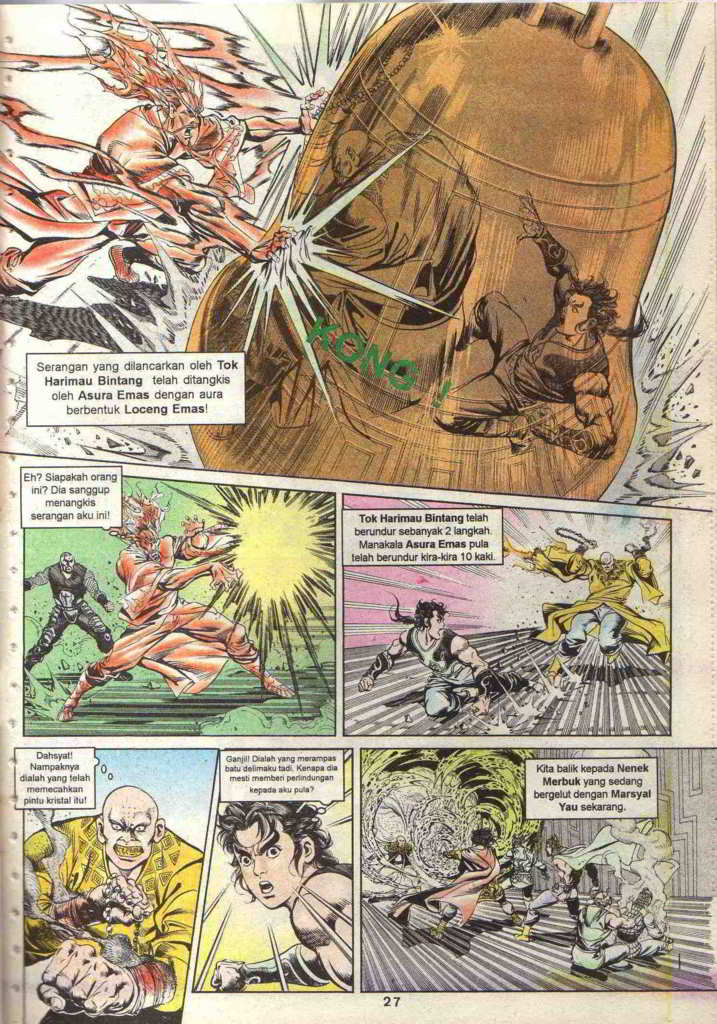 KONG !
Serangan yang dilancarkan oleh Tok
Harimau Bintang telah ditangkis
oleh Asura Emas dengan aura
berbentuk Loceng Emas!
Eh? Siapakah orang
ini? Dia sanggup
menangkis
serangan aku ini!
Tok Harimau Bintang telah
berundur sebanyak 2 langkah.
Manakala Asura Emas pula
telah berundur kira-kira 10 kaki.
Dahsyat!
Nampaknya
dialah yang telah
memecahkan
pintu kristal itu!
Ganjil! Dialah yang merampas
batu delimaku tadi. Kenapa dia
mesti memberi perlindungan
kepada aku pula?
Kita balik kepada Nenek
Merbuk yang sedang
bergelut dengan Marsyal
Yau sekarang.
27